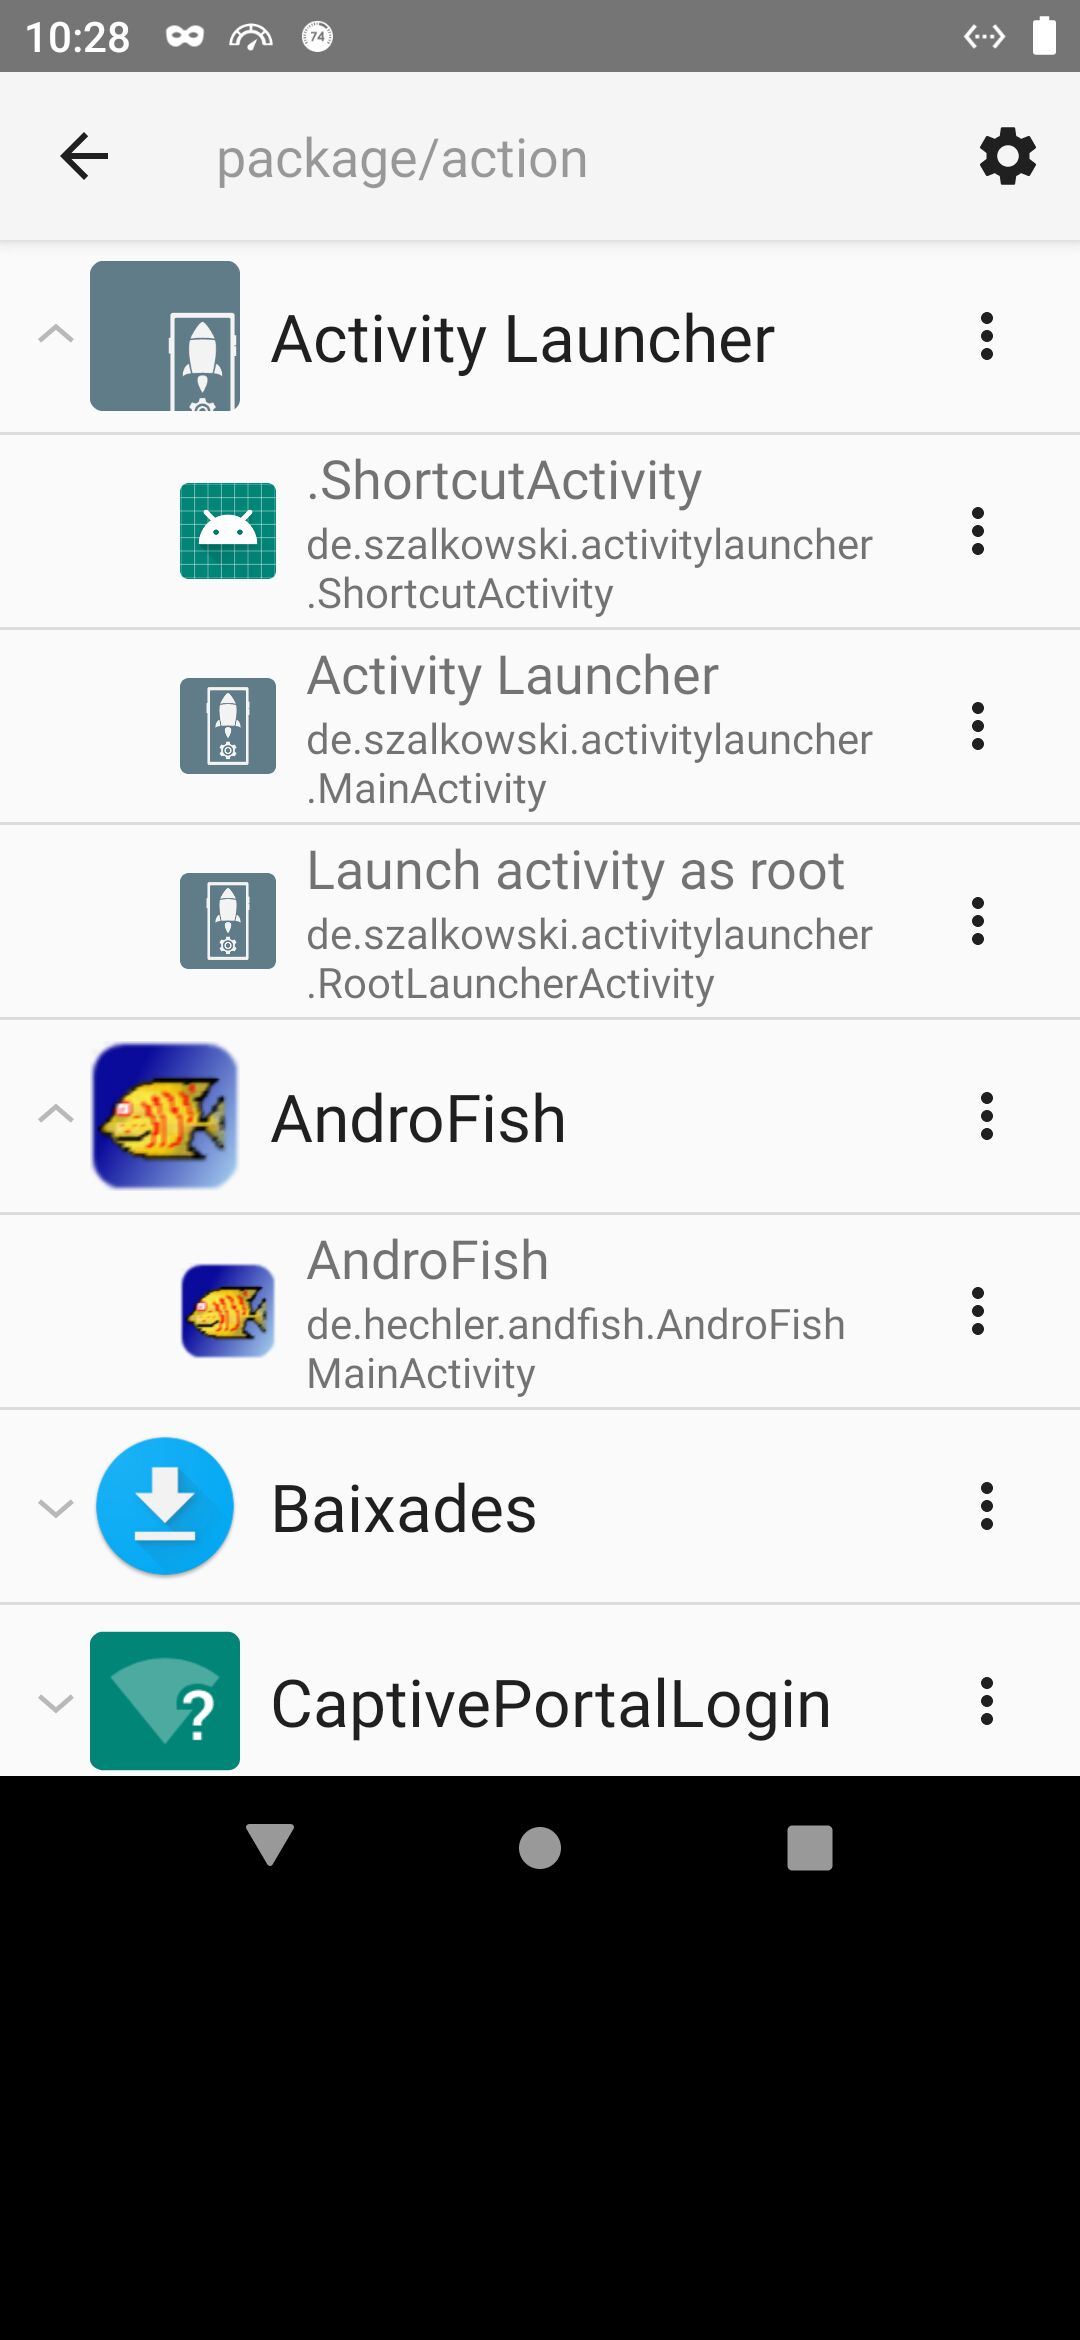 10:28
74
package/action
Activity Launcher
.ShortcutActivity
de.szalkowski.activitylauncher
.ShortcutActivity
Activity Launcher
de.szalkowski.activitylauncher
.MainActivity
Launch activity as root
de.szalkowski.activitylauncher
.RootLauncherActivity
AndroFish
AndroFish
de.hechler.andfish.AndroFish
MainActivity
Baixades
?
CaptivePortalLogin